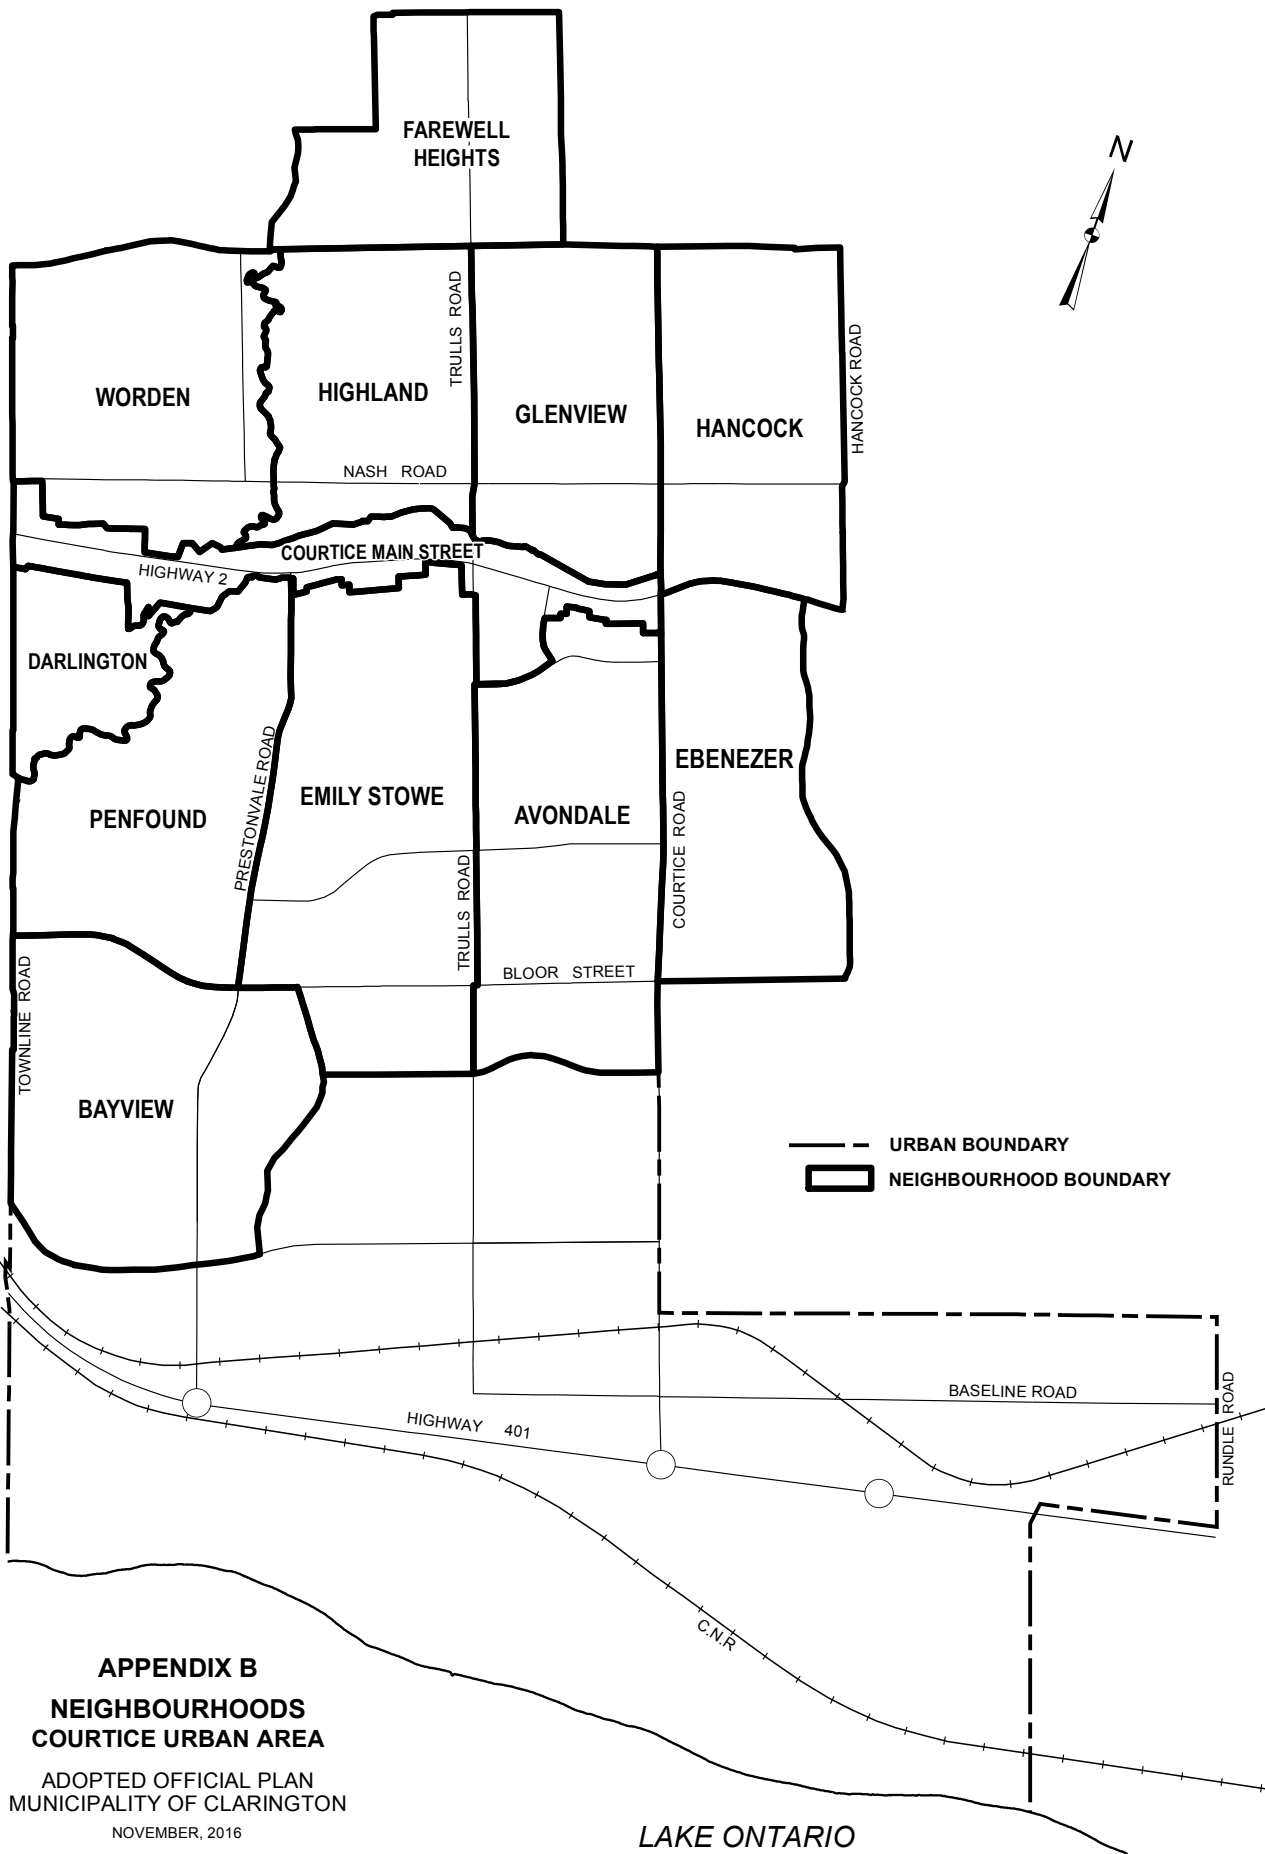 FAREWELL
HEIGHTS
N
TRULLS ROAD
HANCOCK ROAD
WORDEN
HIGHLAND
GLENVIEW
HANCOCK
NASH ROAD
COURTICE MAIN STREET
HIGHWAY 2
DARLINGTON
PRESTONVALE ROAD
EBENEZER
EMILY STOWE
PENFOUND
AVONDALE
COURTICE ROAD
TRULLS ROAD
BLOOR STREET
TOWNLINE ROAD
BAYVIEW
URBAN BOUNDARY
NEIGHBOURHOOD BOUNDARY
BASELINE ROAD
RUNDLE ROAD
HIGHWAY 401
C.N.R
APPENDIX B
NEIGHBOURHOODS
COURTICE URBAN AREA
ADOPTED OFFICIAL PLAN
MUNICIPALITY OF CLARINGTON
NOVEMBER, 2016
LAKE ONTARIO